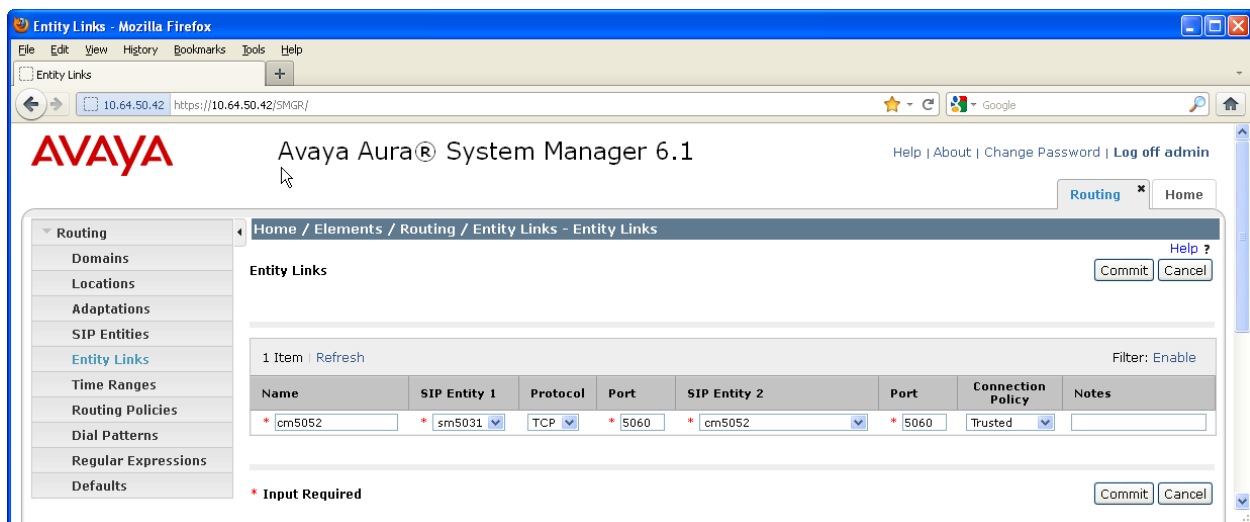 Entity Links - Mozilla Firefox
File Edit View History Bookmarks Tools Help
Entity Links +
10.64.50.42 https://10.64.50.42/SMGR/ Google
AVAYA Avaya Aura® System Manager 6.1 Help | About | Change Password | Log off admin
Routing × Home
Routing
Domains
Locations
Adaptations
SIP Entities
Entity Links
Time Ranges
Routing Policies
Dial Patterns
Regular Expressions
Defaults
Home / Elements / Routing / Entity Links - Entity Links
Help ?
Entity Links Commit Cancel
1 Item | Refresh Filter: Enable
Name SIP Entity 1 Protocol Port SIP Entity 2 Port Connection Policy Notes
* cm5052 * sm5031 TCP * 5060 * cm5052 * 5060 Trusted
* Input Required Commit Cancel